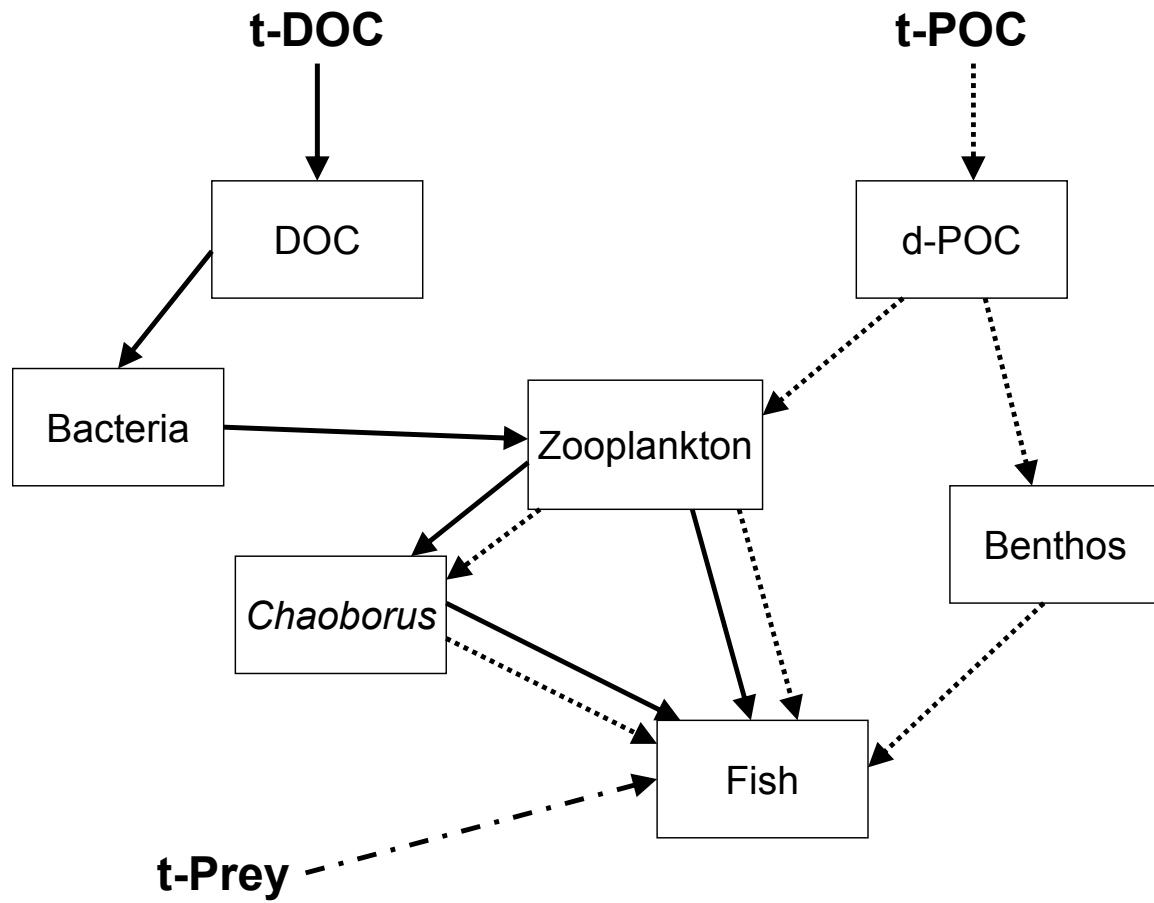 t-DOC
t-POC
DOC
d-POC
Bacteria
Zooplankton
Benthos
Chaoborus
Fish
t-Prey